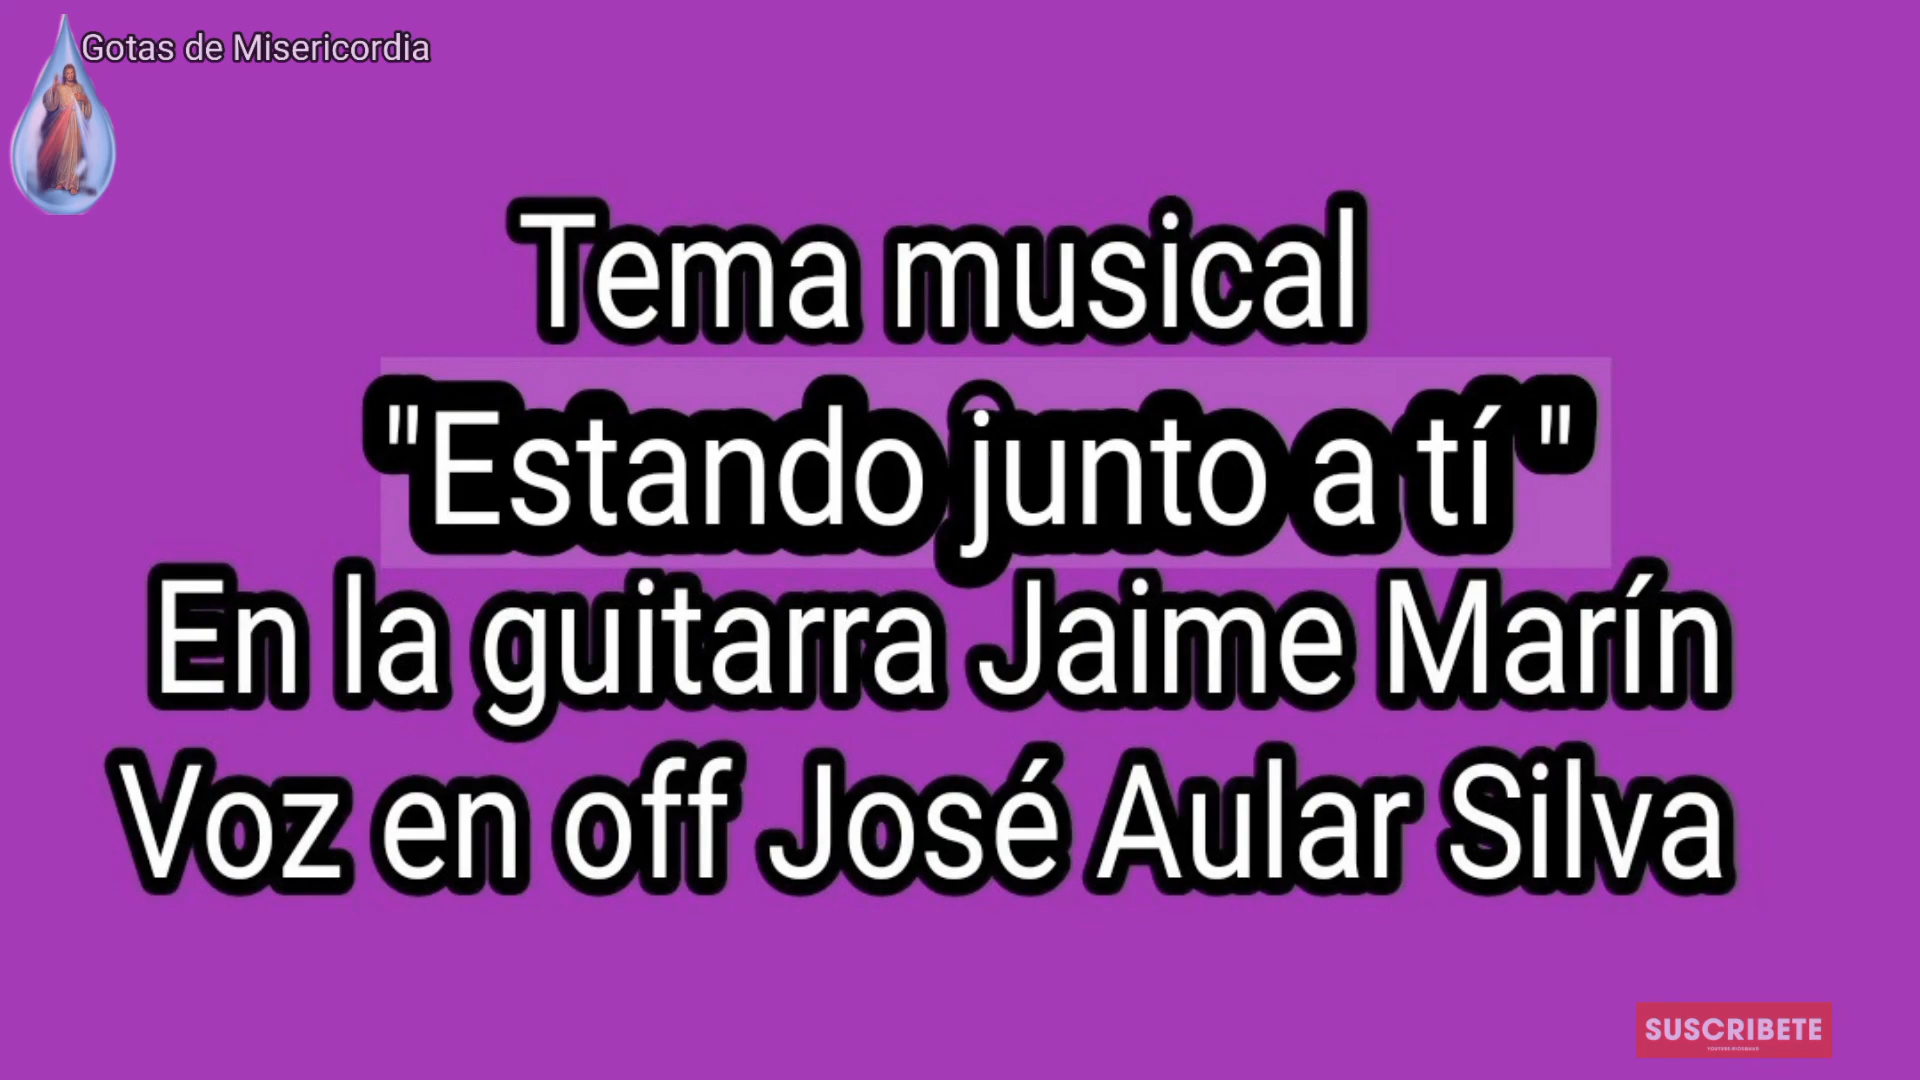 Gotas de Misericordia
Tema musical
"Estando junto a tí "
En la guitarra Jaime Marín
Voz en off José Aular Silva
SUSCRIBETE